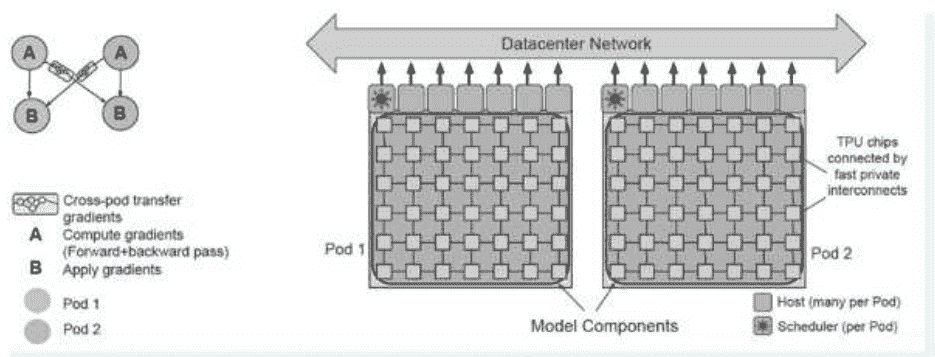 Datacenter Network
A
A
B
B
TPU chips
connected by
fast private
interconnects
Cross-pod transfer
gradients
A Compute gradients
(Forward+backward pass)
B Apply gradients
Pod 1
Pod 2
Pod 1
Pod 2
Model Components
Host (many per Pod)
Scheduler (per Pod)